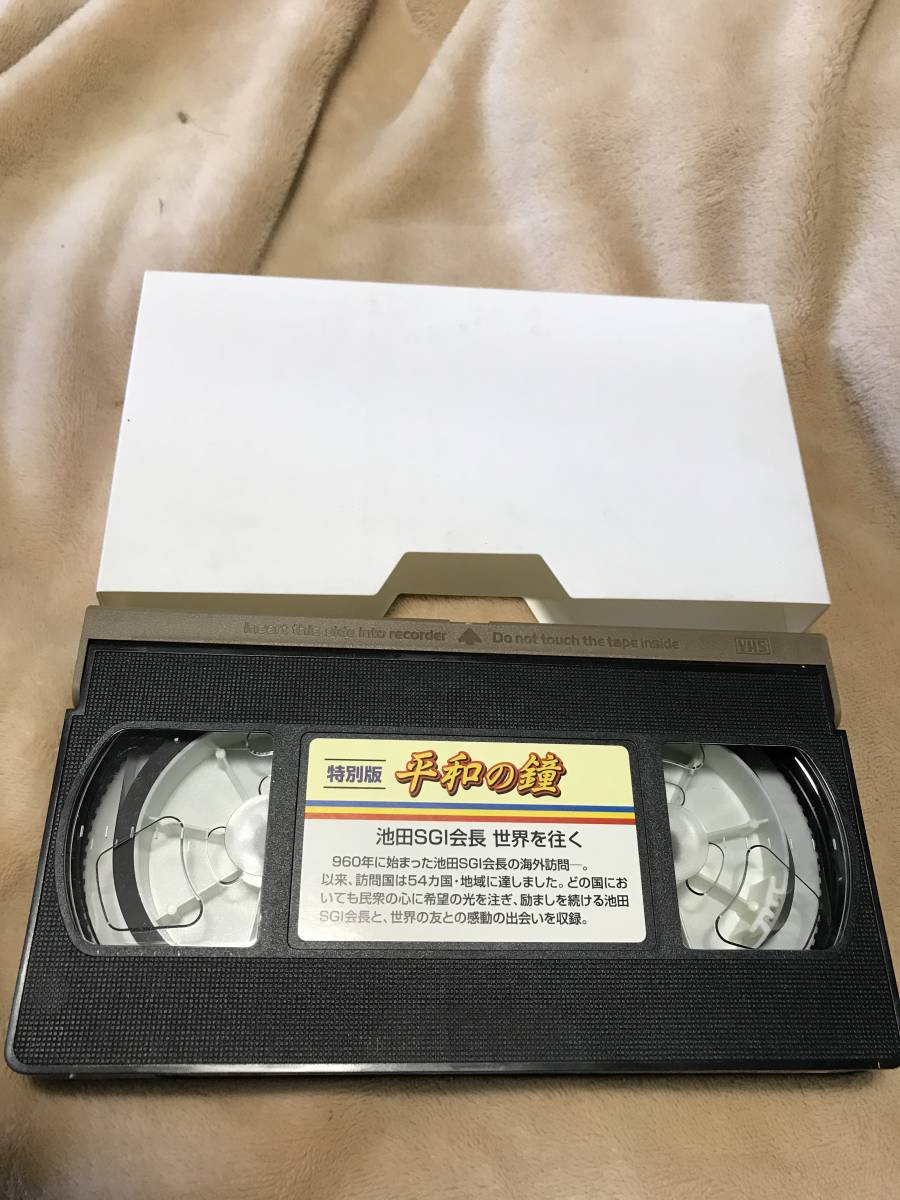 Insert this side into recorder Do not touch the tape inside VHS
特別版 平和の鐘
池田SGI会長 世界を往く
960年に始まった池田SGI会長の海外訪問―。
以来、訪問国は54カ国・地域に達しました。どの国にお
いても民衆の心に希望の光を注ぎ、励ましを続ける池田
SGI会長と、世界の友との感動の出会いを収録。